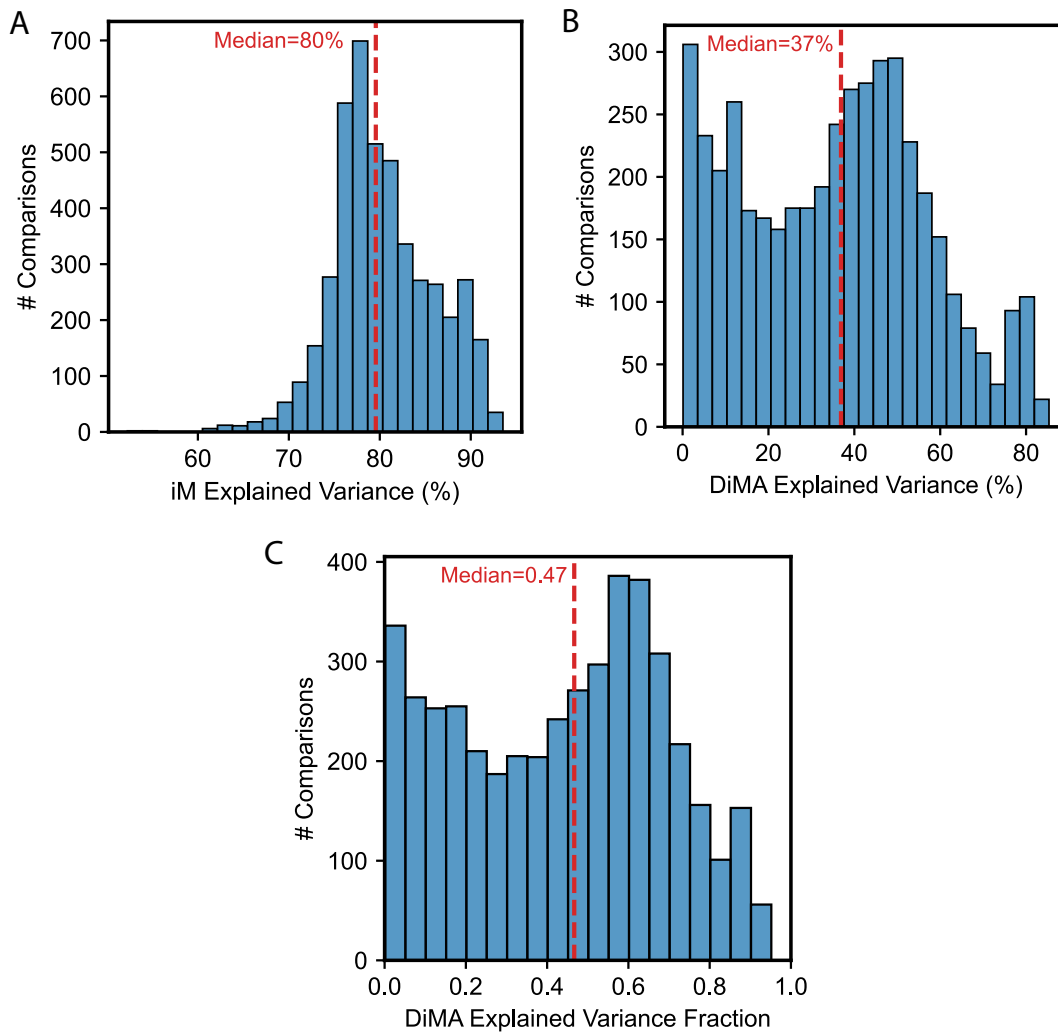 A
Median=80%
# Comparisons
700
600
500
400
300
200
100
0
60
70
80
90
iM Explained Variance (%)
B
Median=37%
# Comparisons
300
250
200
150
100
50
0
0
20
40
60
80
DiMA Explained Variance (%)
C
Median=0.47
# Comparisons
400
300
200
100
0
0.0
0.2
0.4
0.6
0.8
1.0
DiMA Explained Variance Fraction